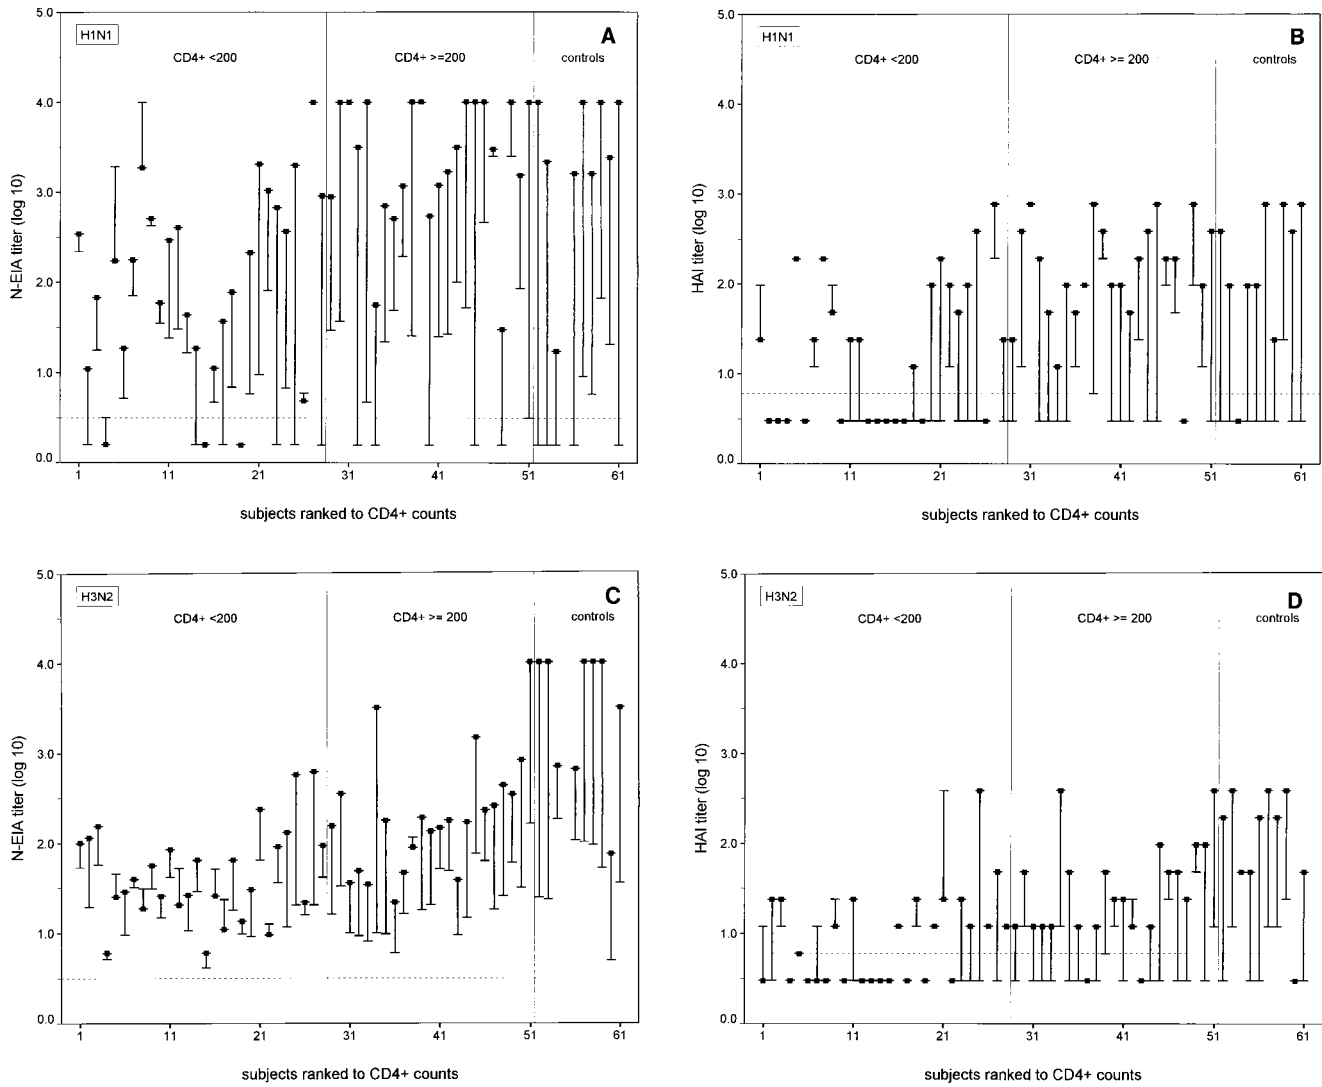 5.0
H1N1
A
CD4+ <200
CD4+ >=200
controls
4.0
3.0
2.0
1.0
0.0
N-EIA titer (log 10)
1 11 21 31 41 51 61
subjects ranked to CD4+ counts
5.0
H1N1
B
CD4+ <200
CD4+ >= 200
controls
4.0
3.0
2.0
1.0
0.0
HAI titer (log 10)
1 11 21 31 41 51 61
subjects ranked to CD4+ counts
5.0
H3N2
C
CD4+ <200
CD4+ >= 200
controls
4.0
3.0
2.0
1.0
0.0
N-EIA titer (log 10)
1 11 21 31 41 51 61
subjects ranked to CD4+ counts
5.0
H3N2
D
CD4+ <200
CD4+ >= 200
controls
4.0
3.0
2.0
1.0
0.0
HAI titer (log 10)
1 11 21 31 41 51 61
subjects ranked to CD4+ counts